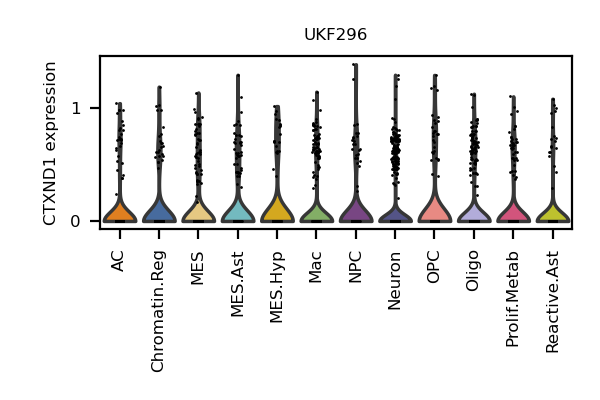 UKF296
CTXND1 expression
1
0
AC
Chromatin.Reg
MES
MES.Ast
MES.Hyp
Mac
NPC
Neuron
OPC
Oligo
Prolif.Metab
Reactive.Ast